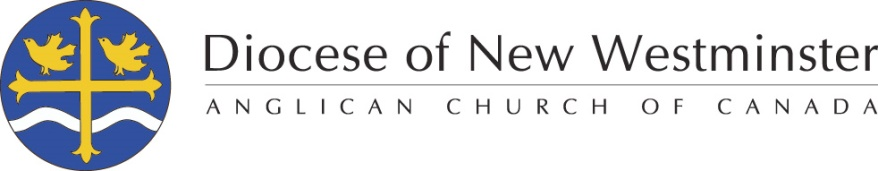 Diocese of New Westminster
ANGLICAN CHURCH OF CANADA